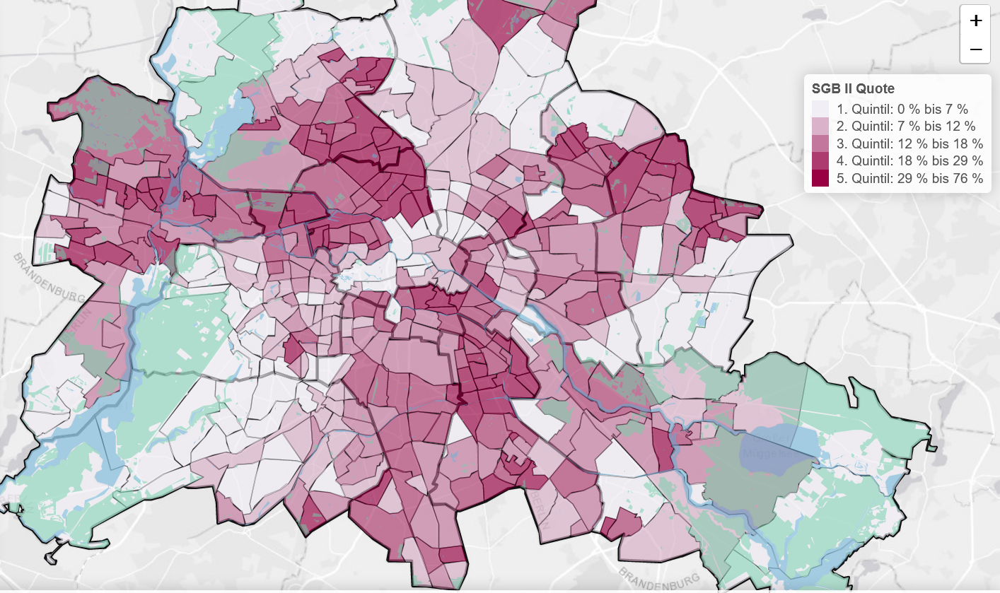 +
−
SGB II Quote
1. Quintil: 0 % bis 7 %
2. Quintil: 7 % bis 12 %
3. Quintil: 12 % bis 18 %
4. Quintil: 18 % bis 29 %
5. Quintil: 29 % bis 76 %
BRANDENBURG
BERLIN
BERLIN
BRANDENBURG